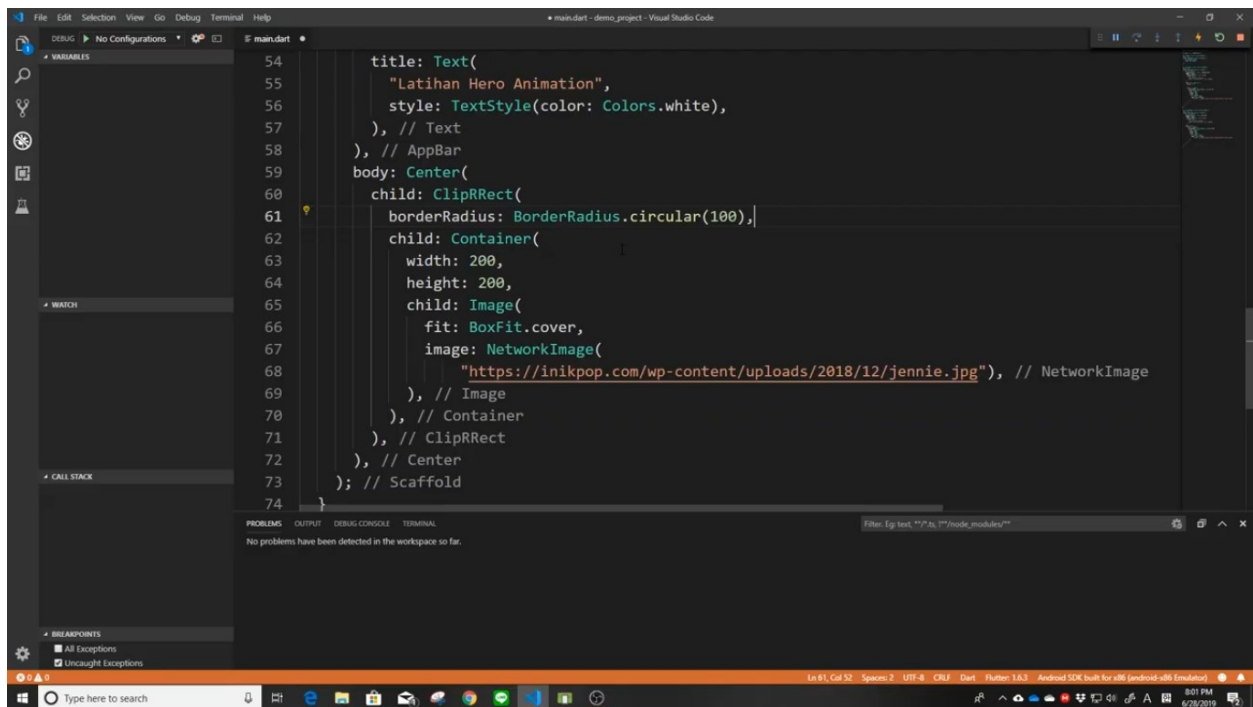 File Edit Selection View Go Debug Terminal Help
● main.dart - demo_project - Visual Studio Code
DEBUG No Configurations
main.dart ●
VARIABLES
54 title: Text(
55 "Latihan Hero Animation",
56 style: TextStyle(color: Colors.white),
57 ), // Text
58 ), // AppBar
59 body: Center(
60 child: ClipRRect(
61 borderRadius: BorderRadius.circular(100),
62 child: Container(
63 width: 200,
64 height: 200,
65 child: Image(
66 fit: BoxFit.cover,
67 image: NetworkImage(
68 "https://inikpop.com/wp-content/uploads/2018/12/jennie.jpg"), // NetworkImage
69 ), // Image
70 ), // Container
71 ), // ClipRRect
72 ), // Center
73 ); // Scaffold
74 }
WATCH
CALL STACK
BREAKPOINTS
All Exceptions
Uncaught Exceptions
PROBLEMS OUTPUT DEBUG CONSOLE TERMINAL
Filter. Eg: text, **/*.ts, !**/node_modules/**
No problems have been detected in the workspace so far.
0 0
Ln 61, Col 52 Spaces: 2 UTF-8 CRLF Dart Flutter: 1.6.3 Android SDK built for x86 (android-x86 Emulator)
Type here to search
A
8:01 PM
6/28/2019